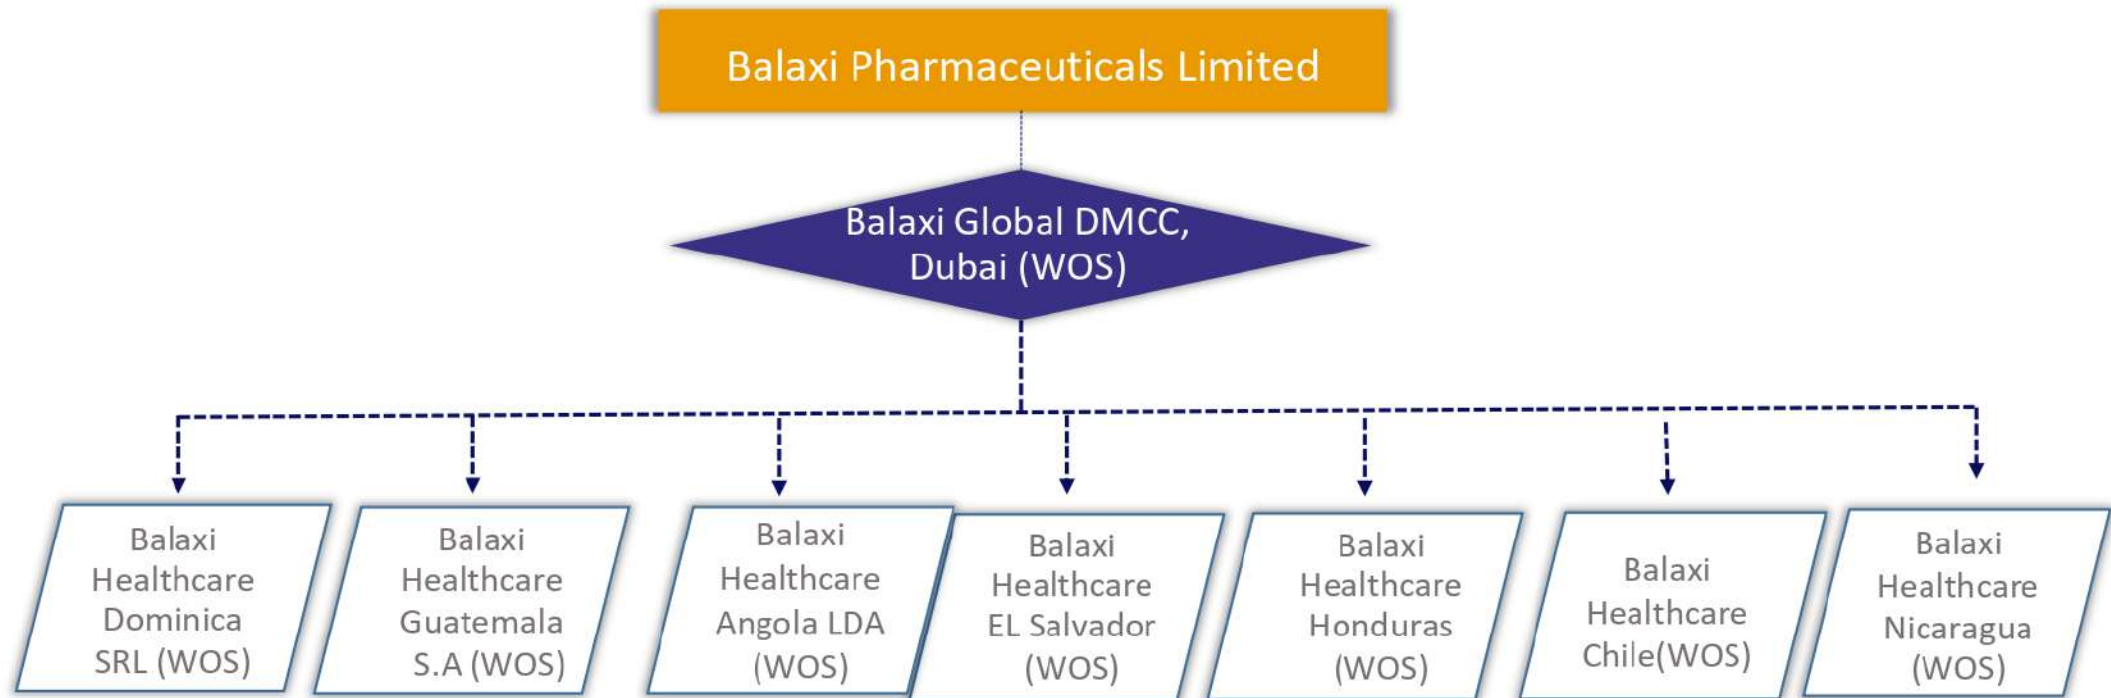 Balaxi Pharmaceuticals Limited
Balaxi Global DMCC,
Dubai (WOS)
Balaxi
Healthcare
Dominica
SRL (WOS)
Balaxi
Healthcare
Guatemala
S.A (WOS)
Balaxi
Healthcare
Angola LDA
(WOS)
Balaxi
Healthcare
EL Salvador
(WOS)
Balaxi
Healthcare
Honduras
(WOS)
Balaxi
Healthcare
Chile(WOS)
Balaxi
Healthcare
Nicaragua
(WOS)